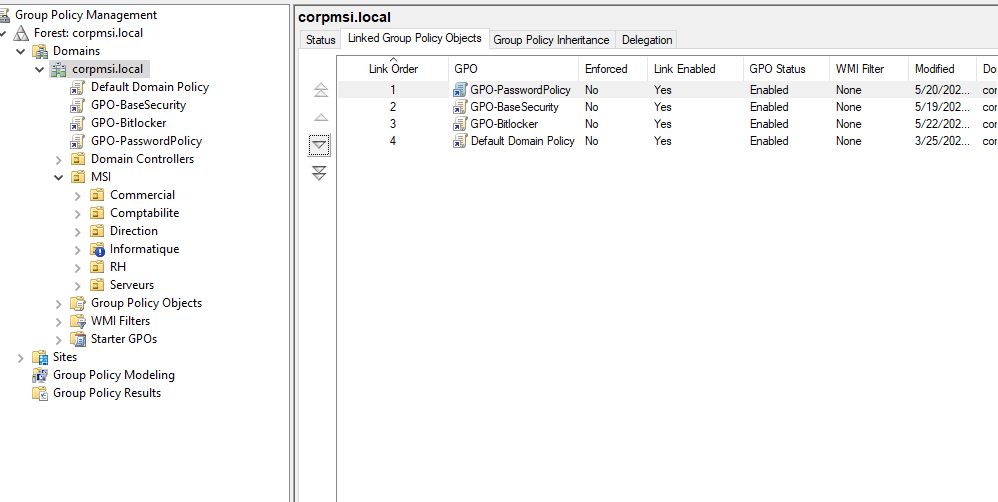 Group Policy Management
Forest: corpmsi.local
Domains
corpmsi.local
Default Domain Policy
GPO-BaseSecurity
GPO-Bitlocker
GPO-PasswordPolicy
Domain Controllers
MSI
Commercial
Comptabilite
Direction
Informatique
RH
Serveurs
Group Policy Objects
WMI Filters
Starter GPOs
Sites
Group Policy Modeling
Group Policy Results
corpmsi.local
Status Linked Group Policy Objects Group Policy Inheritance Delegation
Link Order GPO Enforced Link Enabled GPO Status WMI Filter Modified Do
1 GPO-PasswordPolicy No Yes Enabled None 5/20/202... cor
2 GPO-BaseSecurity No Yes Enabled None 5/19/202... cor
3 GPO-Bitlocker No Yes Enabled None 5/22/202... cor
4 Default Domain Policy No Yes Enabled None 3/25/202... cor